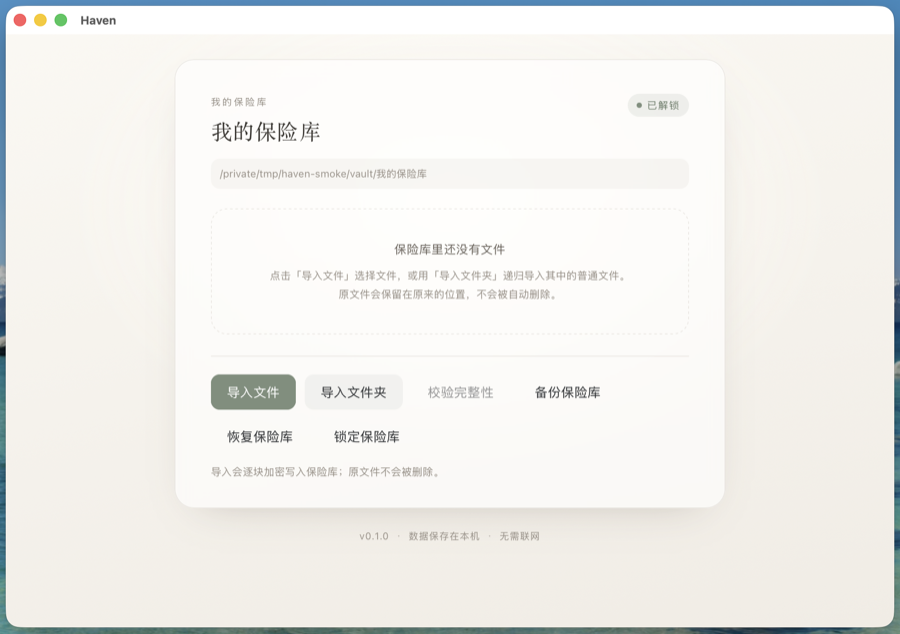 Haven
我的保险库
已解锁
我的保险库
/private/tmp/haven-smoke/vault/我的保险库
保险库里还没有文件
点击「导入文件」选择文件，或用「导入文件夹」递归导入其中的普通文件。
原文件会保留在原来的位置，不会被自动删除。
导入文件 导入文件夹 校验完整性 备份保险库
恢复保险库 锁定保险库
导入会逐块加密写入保险库；原文件不会被删除。
v0.1.0 · 数据保存在本机 · 无需联网